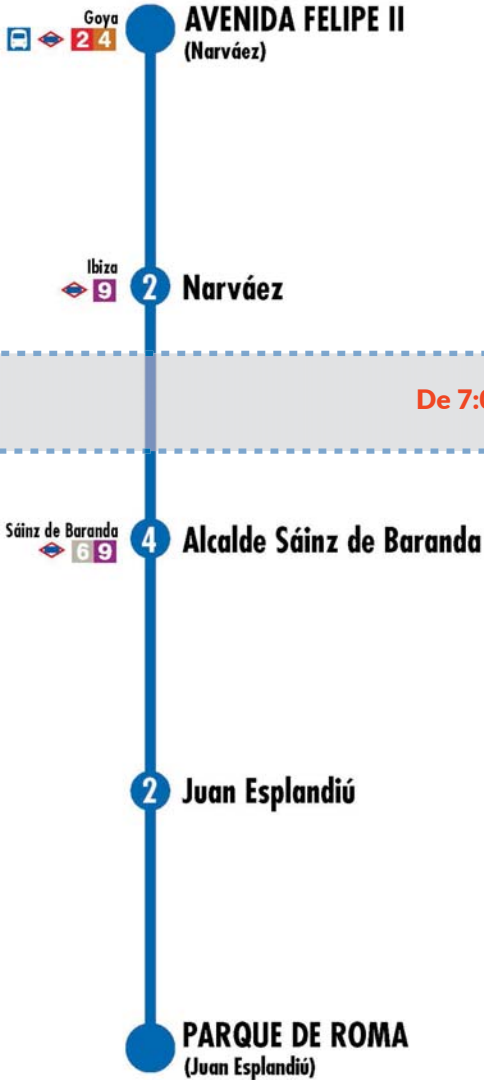 Goya
AVENIDA FELIPE II
2 4
(Narváez)
Ibiza
9
2
Narváez
De 7:0
Sáinz de Baranda
6 9
4
Alcalde Sáinz de Baranda
2
Juan Esplandiú
PARQUE DE ROMA
(Juan Esplandiú)